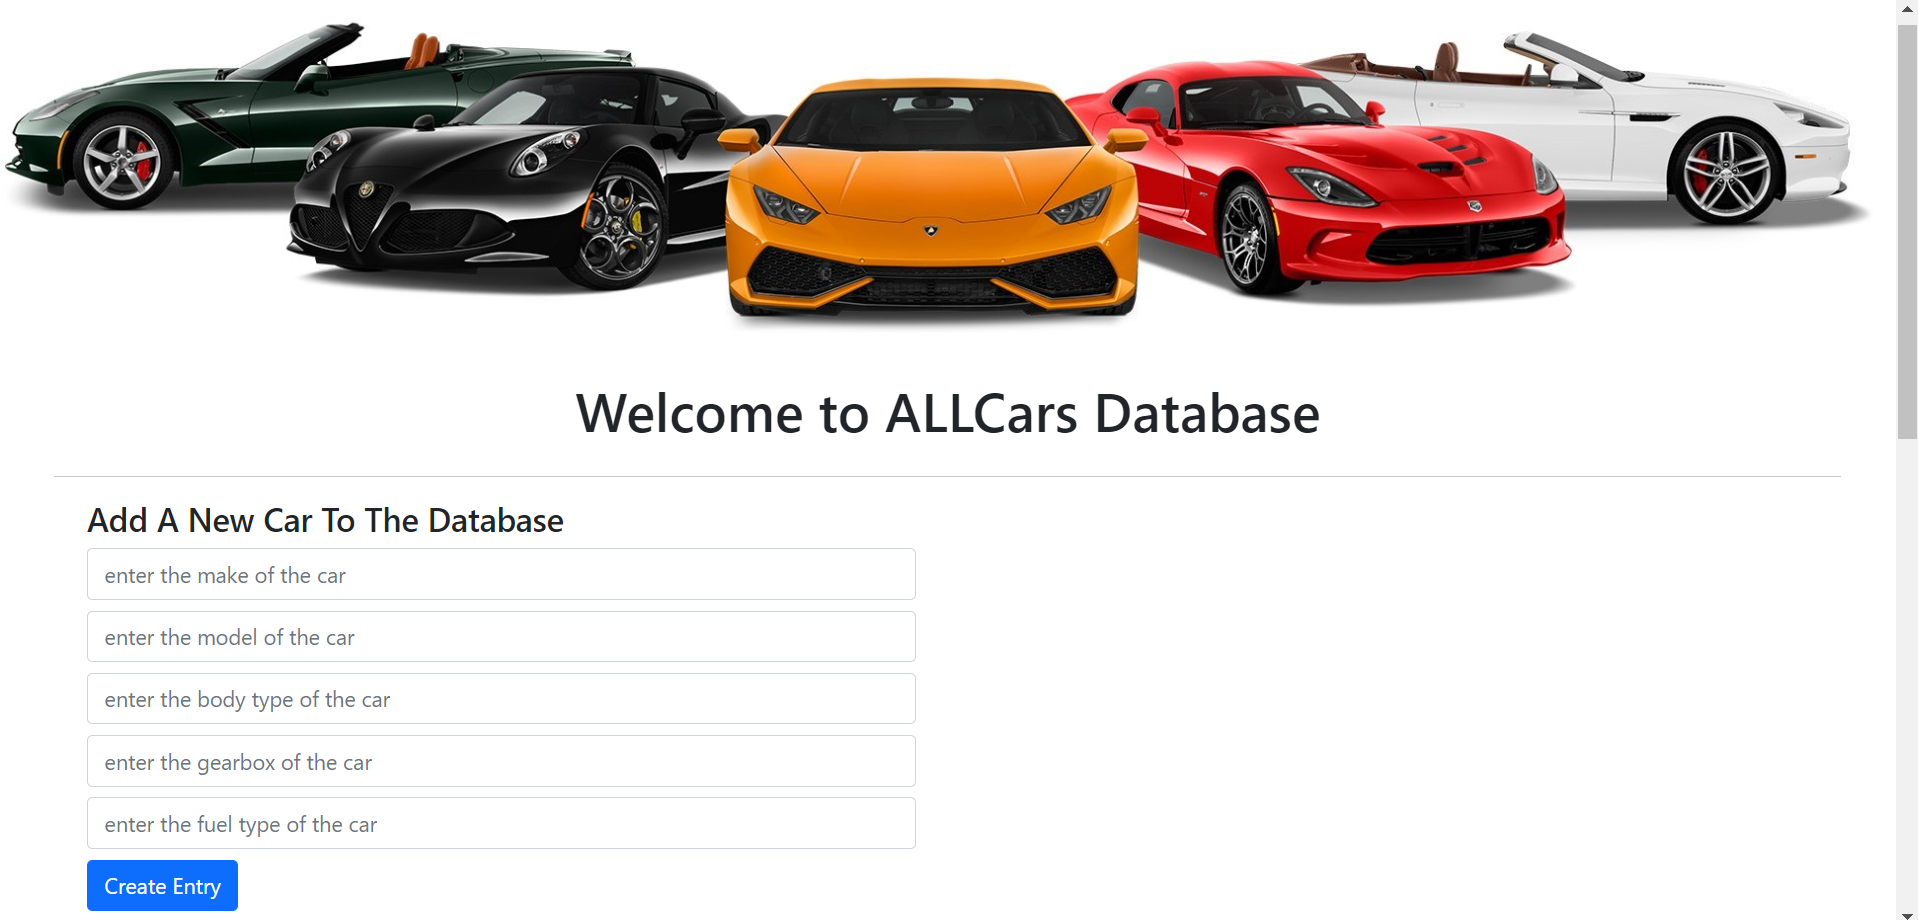 Welcome to ALLCars Database
Add A New Car To The Database
enter the make of the car
enter the model of the car
enter the body type of the car
enter the gearbox of the car
enter the fuel type of the car
Create Entry